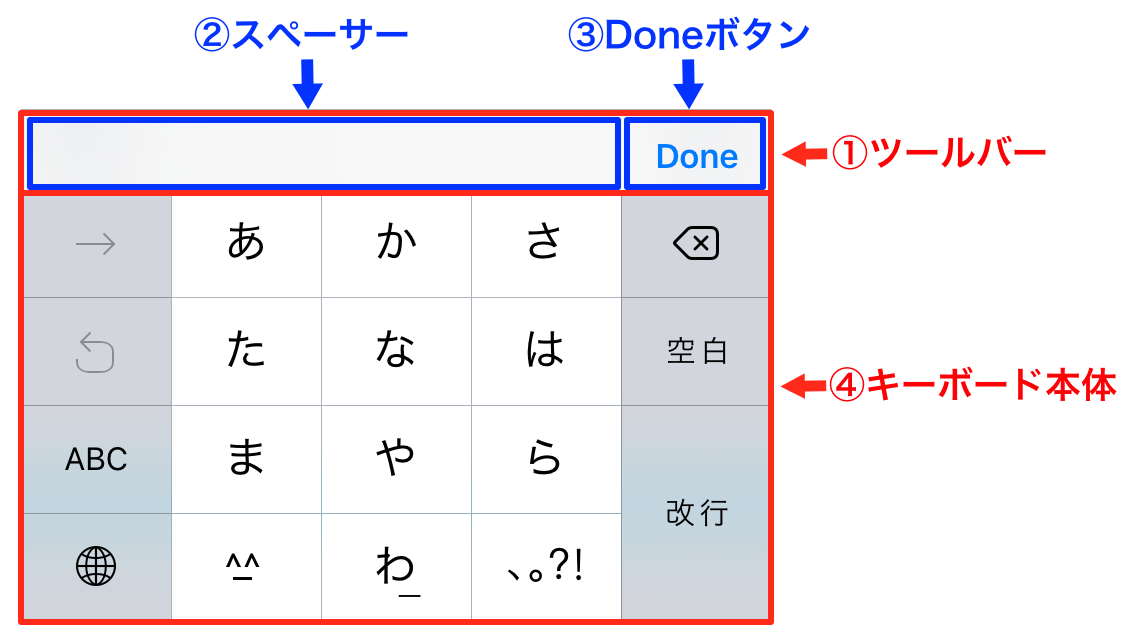 ②スペーサー
③Doneボタン
Done
①ツールバー
→ あ か さ
た な は 空白
④キーボード本体
ABC ま や ら
改行
^_^ わ_ 、。?!